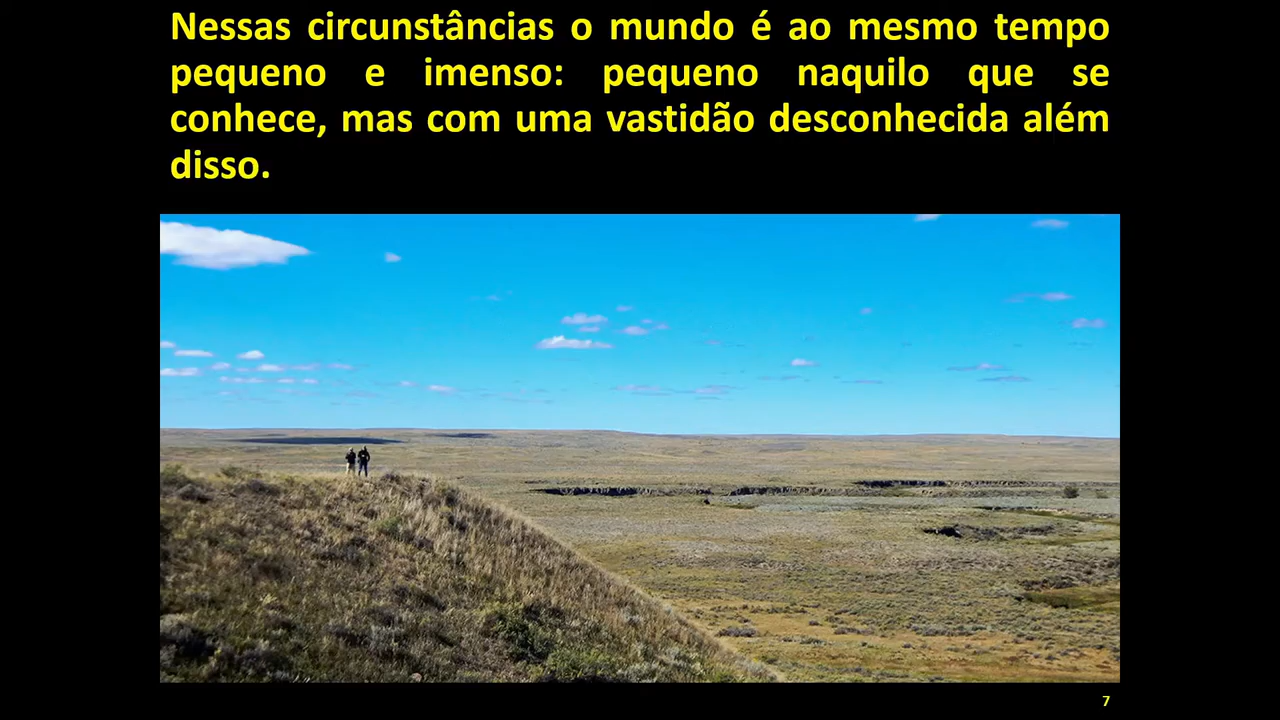 Nessas circunstâncias o mundo é ao mesmo tempo
pequeno e imenso: pequeno naquilo que se
conhece, mas com uma vastidão desconhecida além
disso.
7